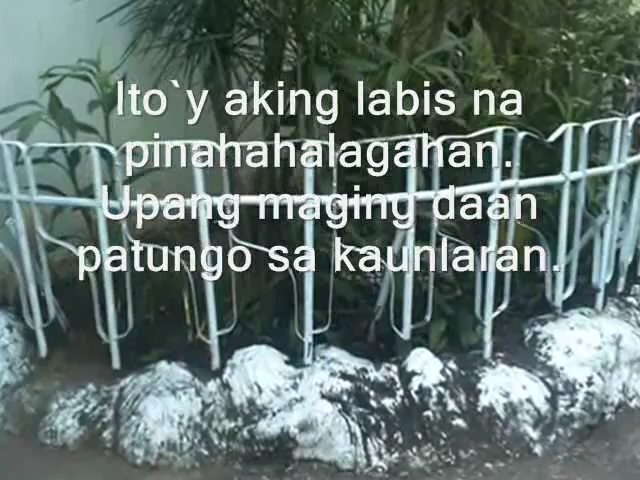 Ito`y aking labis na
pinahahalagahan.
Upang maging daan
patungo sa kaunlaran.